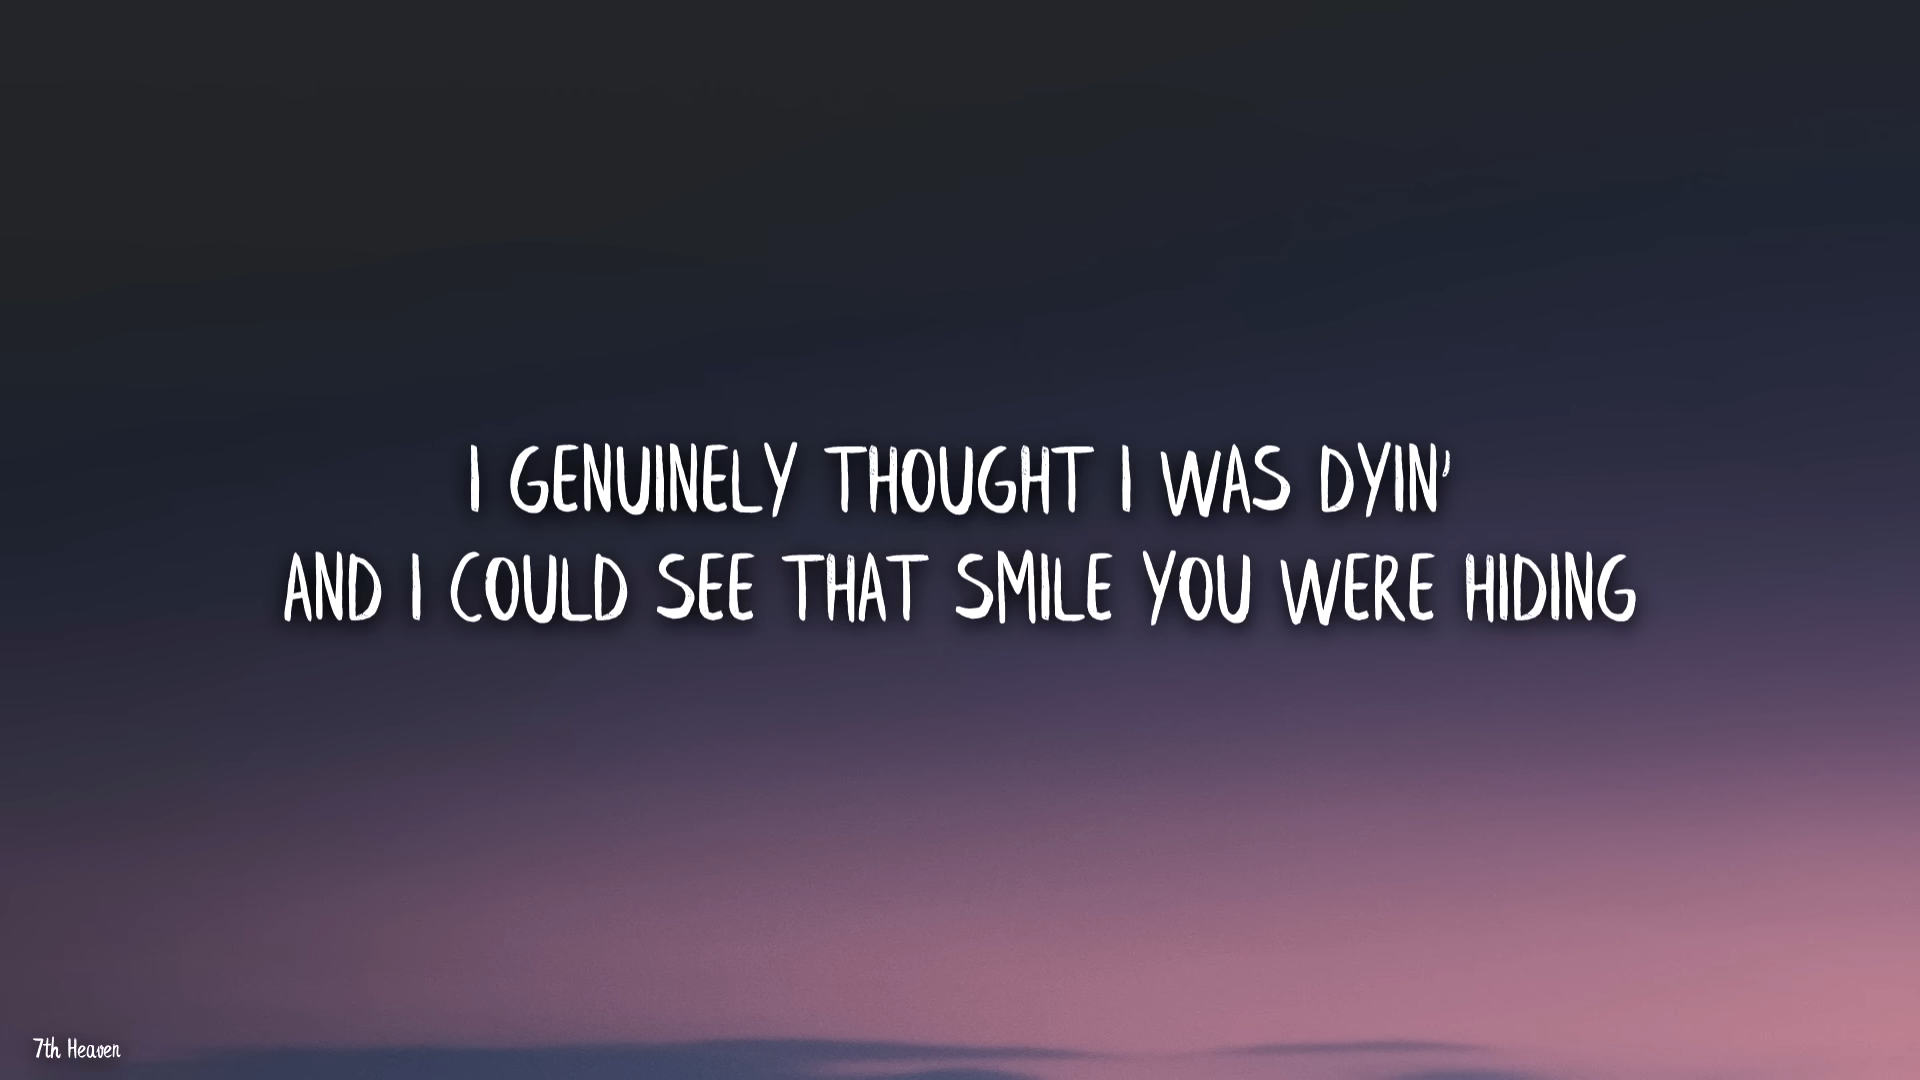 I GENUINELY THOUGHT I WAS DYIN'
AND I COULD SEE THAT SMILE YOU WERE HIDING
7th Heaven